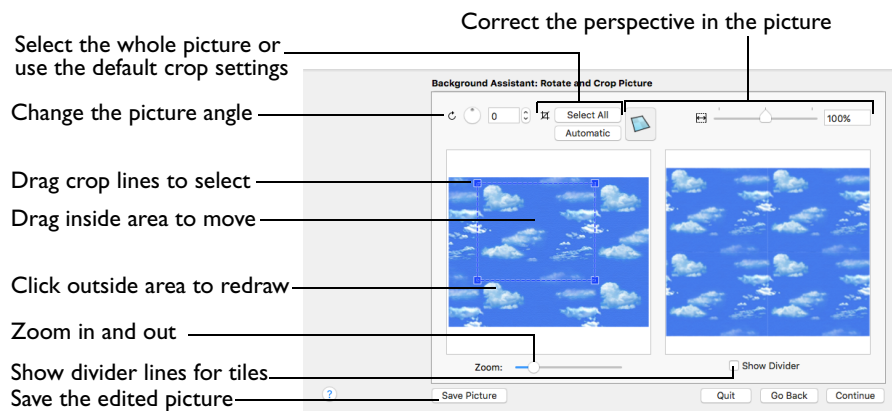 Correct the perspective in the picture
Select the whole picture or
use the default crop settings
Background Assistant: Rotate and Crop Picture
Change the picture angle
0
Select All
100%
Automatic
Drag crop lines to select
Drag inside area to move
Click outside area to redraw
Zoom in and out
Show divider lines for tiles
Zoom:
Show Divider
Save the edited picture
?
Save Picture
Quit
Go Back
Continue